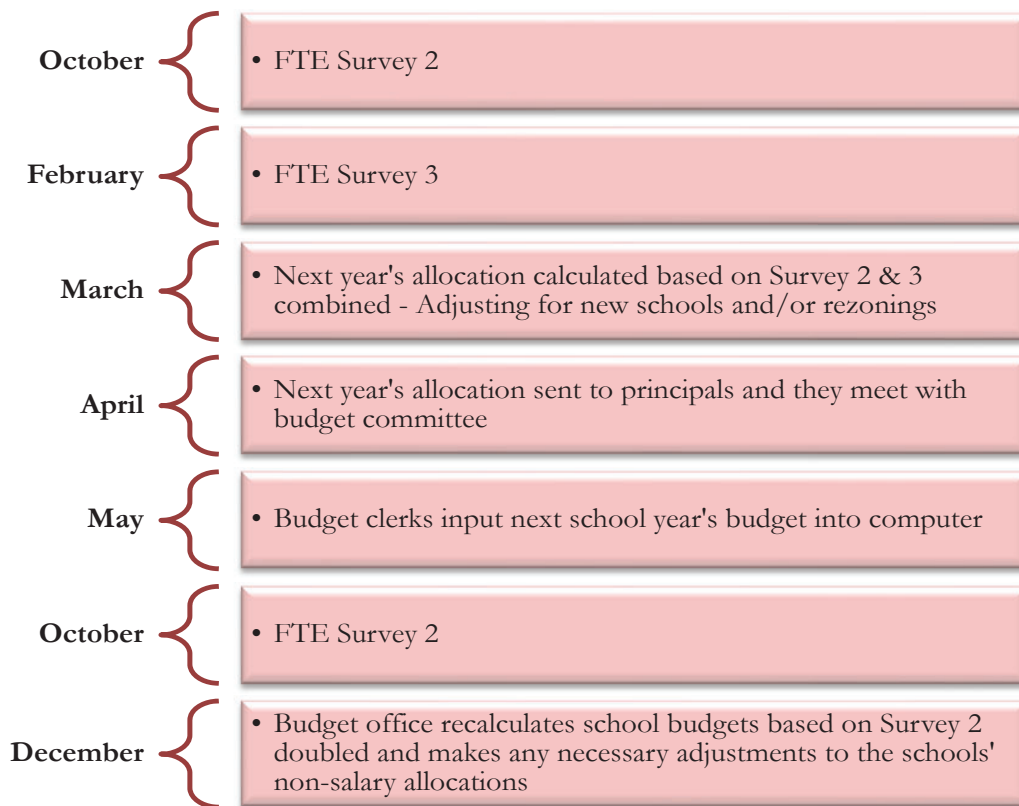 October
• FTE Survey 2
February
• FTE Survey 3
March
• Next year's allocation calculated based on Survey 2 & 3
combined - Adjusting for new schools and/or rezonings
April
• Next year's allocation sent to principals and they meet with
budget committee
May
• Budget clerks input next school year's budget into computer
October
• FTE Survey 2
December
• Budget office recalculates school budgets based on Survey 2
doubled and makes any necessary adjustments to the schools'
non-salary allocations